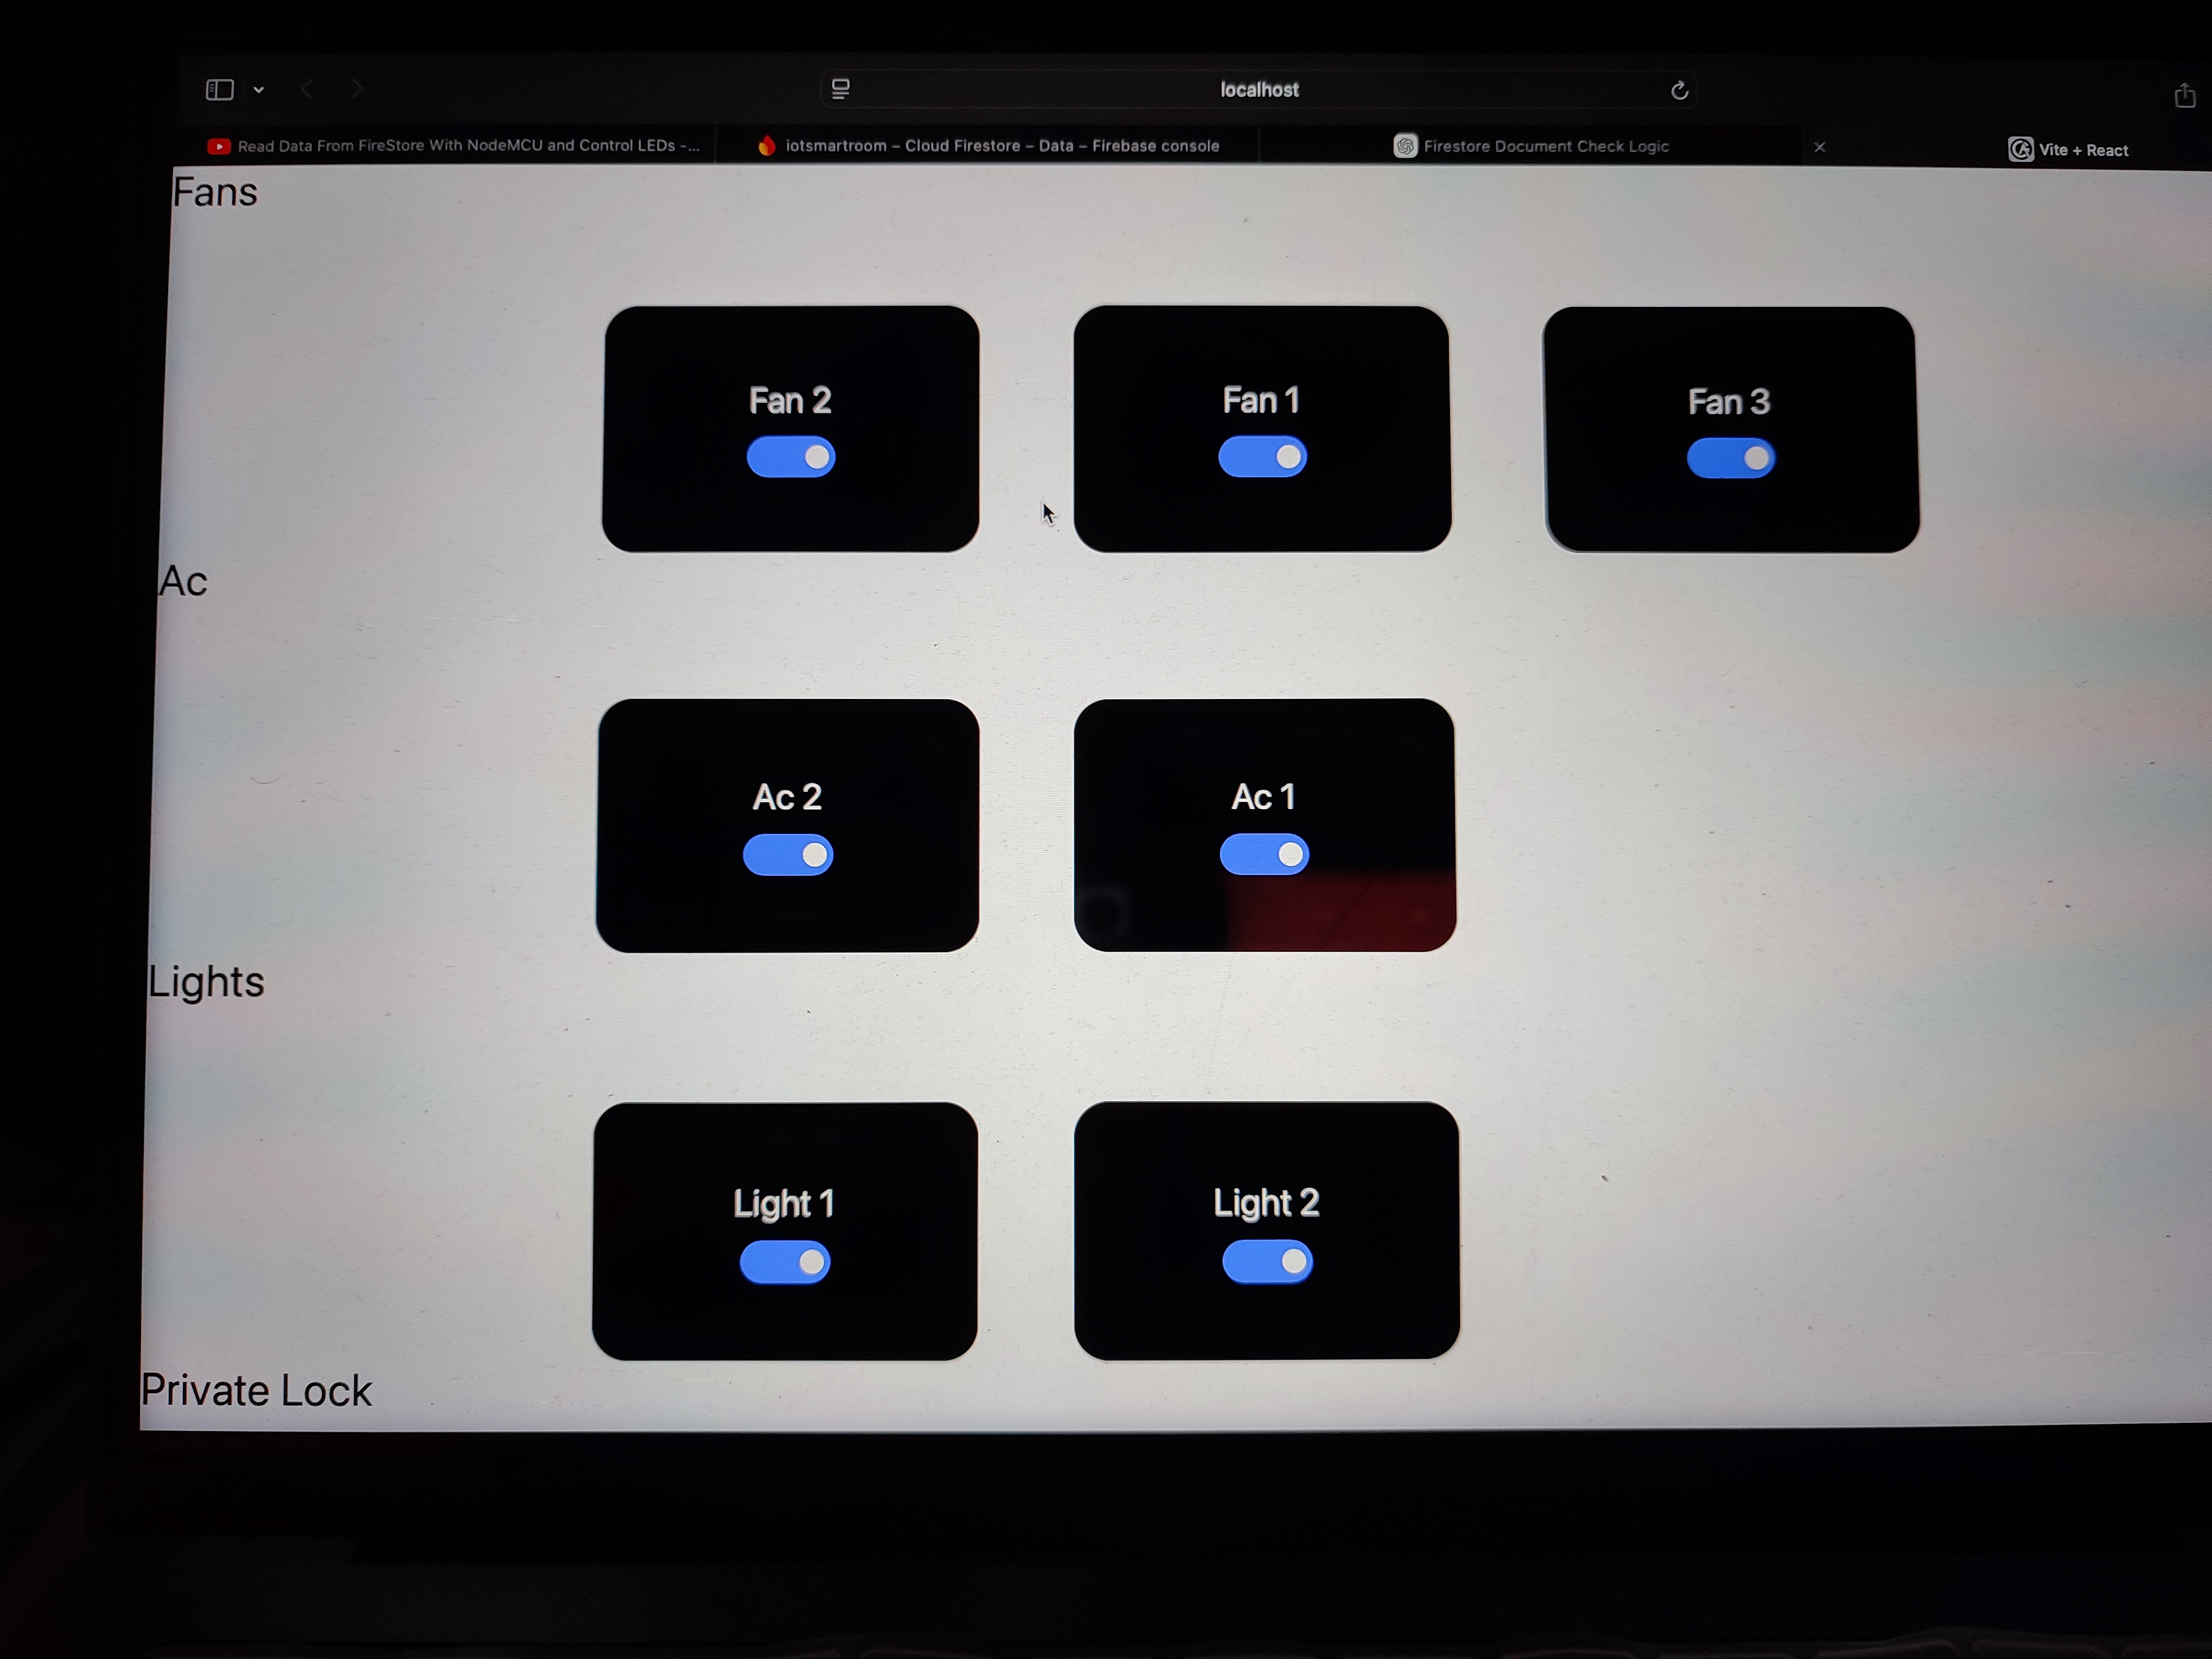 localhost
Read Data From FireStore With NodeMCU and Control LEDs -...
iotsmartroom – Cloud Firestore – Data – Firebase console
Firestore Document Check Logic
Vite + React
Fans
Fan 2
Fan 1
Fan 3
Ac
Ac 2
Ac 1
Lights
Light 1
Light 2
Private Lock